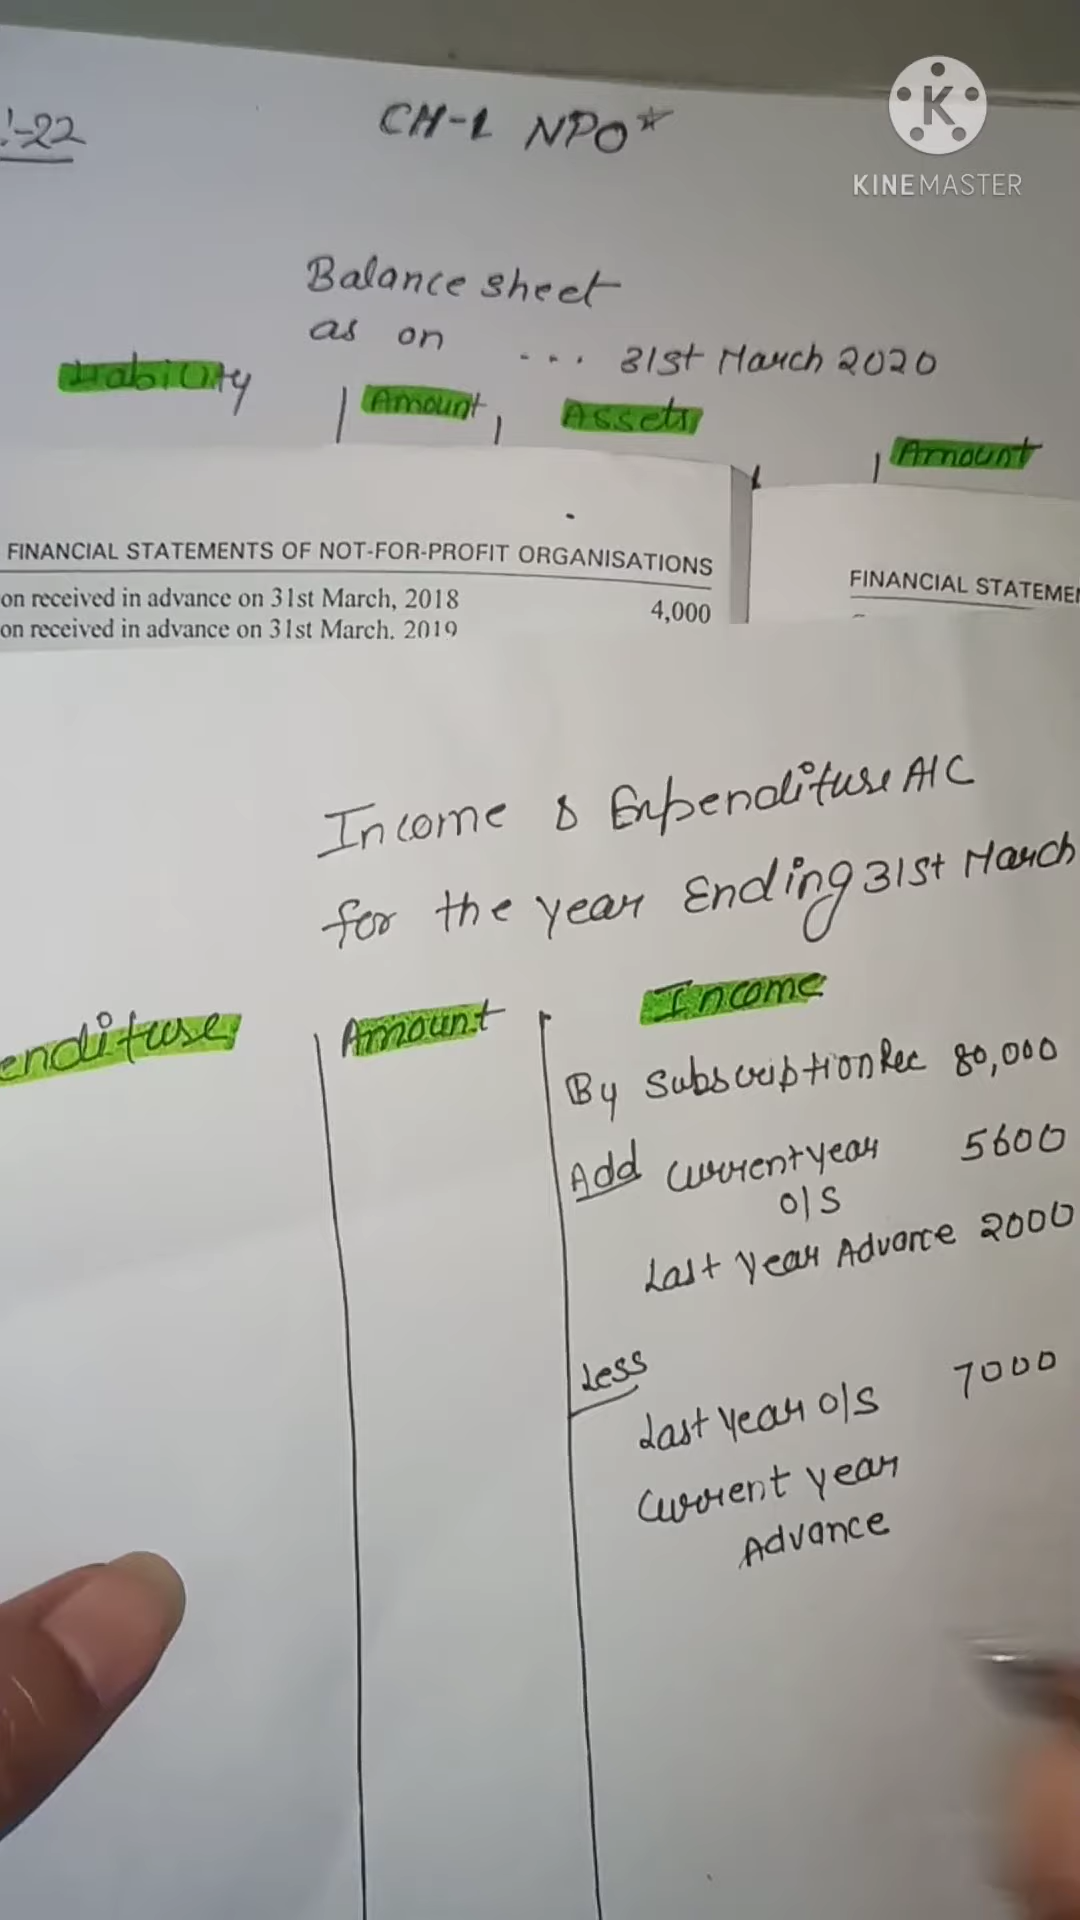 !-22
CH-1 NPO*
KINEMASTER
Balance sheet
as on ... 31st March 2020
Liability Amount Assets Amount
FINANCIAL STATEMENTS OF NOT-FOR-PROFIT ORGANISATIONS
on received in advance on 31st March, 2018 4,000
on received in advance on 31st March. 2019
FINANCIAL STATEMEN
Income & Expenditure A/C
for the year Ending 31st March
enditure Amount Income
By Subscription Rec 80,000
Add current year 5600
O/S
Last Year Advance 2000
Less
Last Year O/S 7000
Current Year
Advance